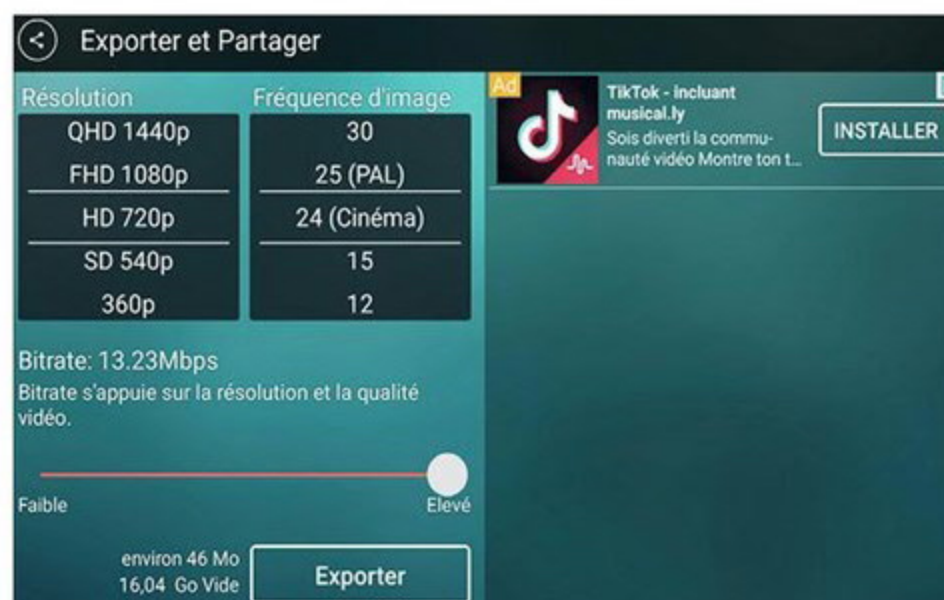 Exporter et Partager
Résolution
QHD 1440p
FHD 1080p
HD 720p
SD 540p
360p
Fréquence d'image
30
25 (PAL)
24 (Cinéma)
15
12
Bitrate: 13.23Mbps
Bitrate s'appuie sur la résolution et la qualité
vidéo.
Faible
Elevé
environ 46 Mo
16,04 Go Vide
Exporter
Ad
TikTok - incluant
musical.ly
Sois diverti la commu-
nauté vidéo Montre ton t...
INSTALLER